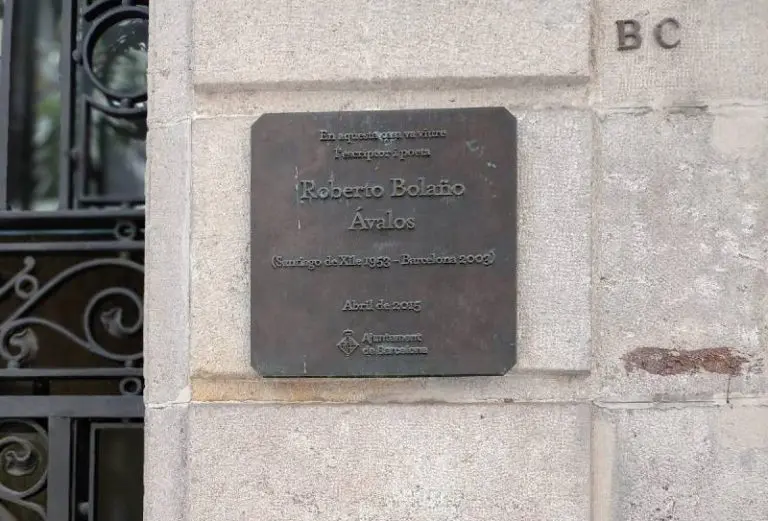 BC
En aquesta casa va viure
l'escriptor i poeta
Roberto Bolaño
Ávalos
(Santiago de Xile 1953 – Barcelona 2003)
Abril de 2015
Ajuntament
de Barcelona